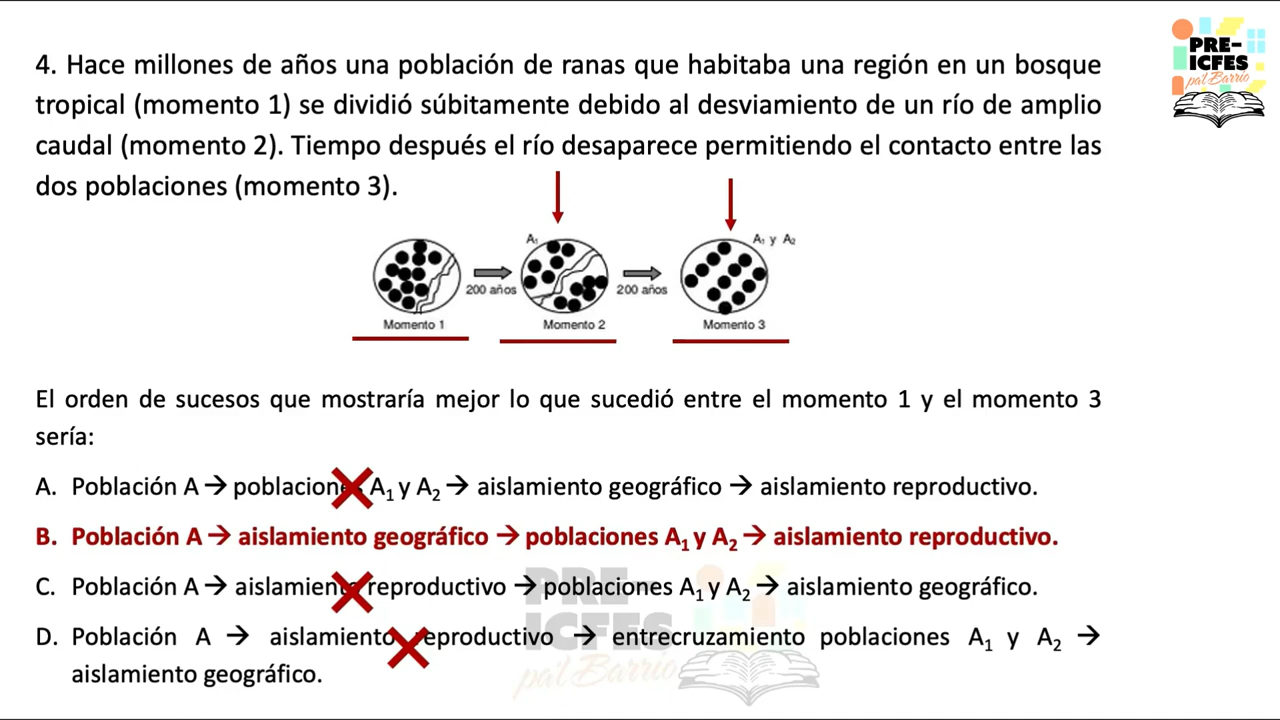 PRE-
ICFES
pal' Barrio
4. Hace millones de años una población de ranas que habitaba una región en un bosque
tropical (momento 1) se dividió súbitamente debido al desviamiento de un río de amplio
caudal (momento 2). Tiempo después el río desaparece permitiendo el contacto entre las
dos poblaciones (momento 3).
A₁ A₁ y A₂
200 años 200 años
Momento 1 Momento 2 Momento 3
El orden de sucesos que mostraría mejor lo que sucedió entre el momento 1 y el momento 3
sería:
A. Población A → poblaciones A₁ y A₂ → aislamiento geográfico → aislamiento reproductivo.
B. Población A → aislamiento geográfico → poblaciones A₁ y A₂ → aislamiento reproductivo.
C. Población A → aislamiento reproductivo → poblaciones A₁ y A₂ → aislamiento geográfico.
D. Población A → aislamiento reproductivo → entrecruzamiento poblaciones A₁ y A₂ →
aislamiento geográfico.
PRE-
ICFES
pal' Barrio